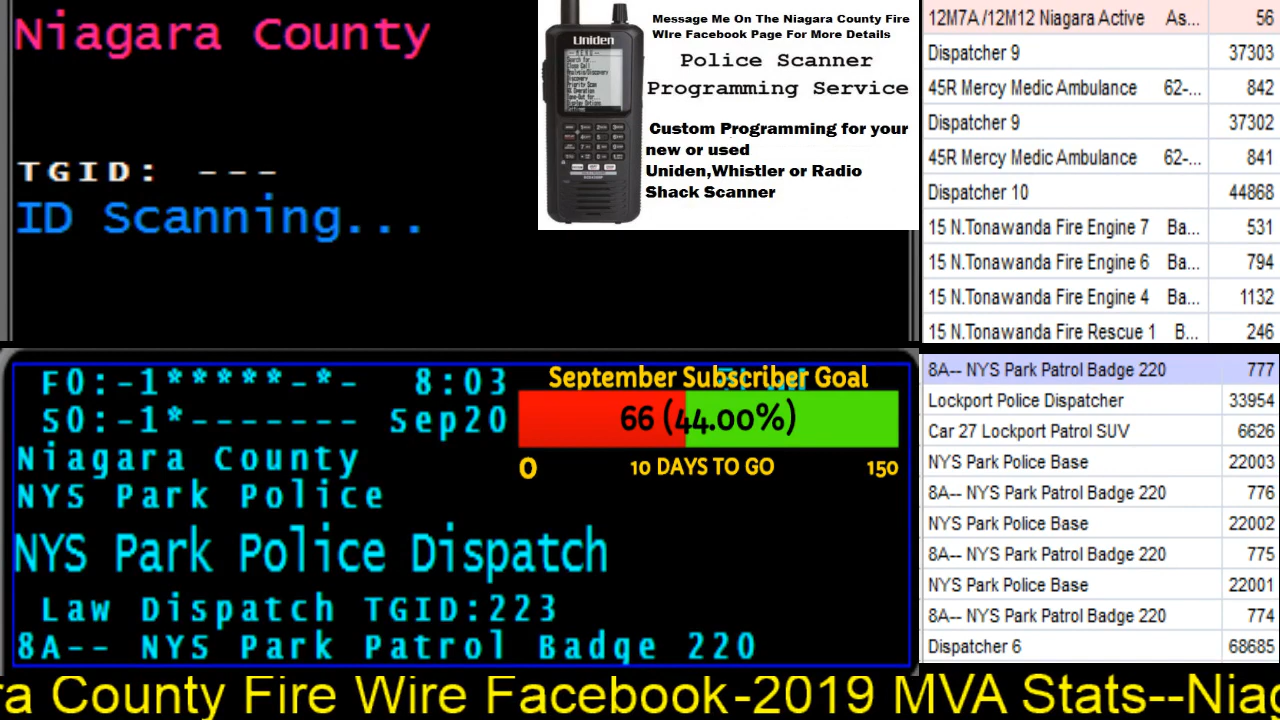 Niagara County
TGID: ---
ID Scanning...
Message Me On The Niagara County Fire
WIre Facebook Page For More Details
Police Scanner
Programming Service
Custom Programming for your
new or used
Uniden,Whistler or Radio
Shack Scanner
Uniden
12M7A /12M12 Niagara Active As... 56
Dispatcher 9 37303
45R Mercy Medic Ambulance 62-... 842
Dispatcher 9 37302
45R Mercy Medic Ambulance 62-... 841
Dispatcher 10 44868
15 N.Tonawanda Fire Engine 7 Ba... 531
15 N.Tonawanda Fire Engine 6 Ba... 794
15 N.Tonawanda Fire Engine 4 Ba... 1132
15 N.Tonawanda Fire Rescue 1 B... 246
F0:-1*****-*- 8:03
S0:-1*------- Sep20
Niagara County
NYS Park Police
NYS Park Police Dispatch
Law Dispatch TGID:223
8A-- NYS Park Patrol Badge 220
September Subscriber Goal
66 (44.00%)
0 10 DAYS TO GO 150
8A-- NYS Park Patrol Badge 220 777
Lockport Police Dispatcher 33954
Car 27 Lockport Patrol SUV 6626
NYS Park Police Base 22003
8A-- NYS Park Patrol Badge 220 776
NYS Park Police Base 22002
8A-- NYS Park Patrol Badge 220 775
NYS Park Police Base 22001
8A-- NYS Park Patrol Badge 220 774
Dispatcher 6 68685
ra County Fire Wire Facebook-2019 MVA Stats--Niag